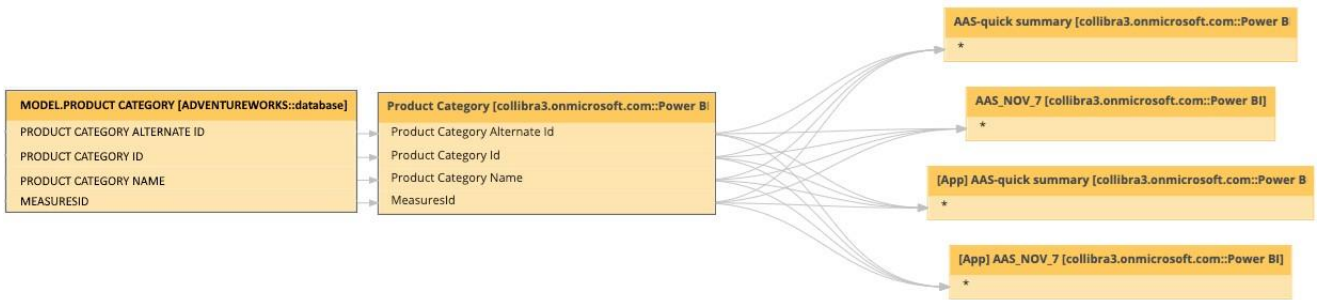 MODEL.PRODUCT CATEGORY [ADVENTUREWORKS::database]
PRODUCT CATEGORY ALTERNATE ID
PRODUCT CATEGORY ID
PRODUCT CATEGORY NAME
MEASURESID
Product Category [collibra3.onmicrosoft.com::Power BI
Product Category Alternate Id
Product Category Id
Product Category Name
MeasuresId
AAS-quick summary [collibra3.onmicrosoft.com::Power B
*
AAS_NOV_7 [collibra3.onmicrosoft.com::Power BI]
*
[App] AAS-quick summary [collibra3.onmicrosoft.com::Power B
*
[App] AAS_NOV_7 [collibra3.onmicrosoft.com::Power BI]
*